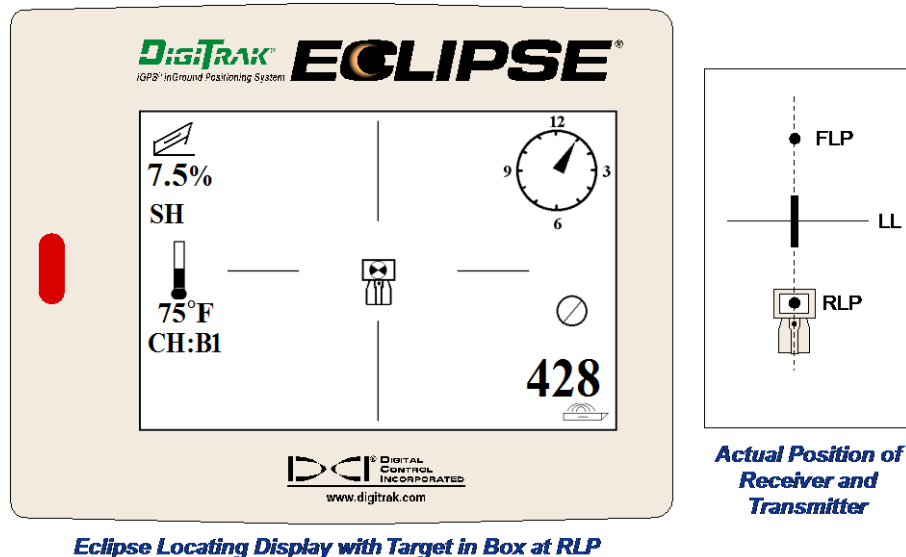 DIGITRAK®
iGPS® inGround Positioning System
ECLIPSE®
7.5%
SH
75°F
CH:B1
12
9
3
6
428
DCI® DIGITAL
CONTROL
INCORPORATED
www.digitrak.com
Eclipse Locating Display with Target in Box at RLP
FLP
LL
RLP
Actual Position of
Receiver and
Transmitter